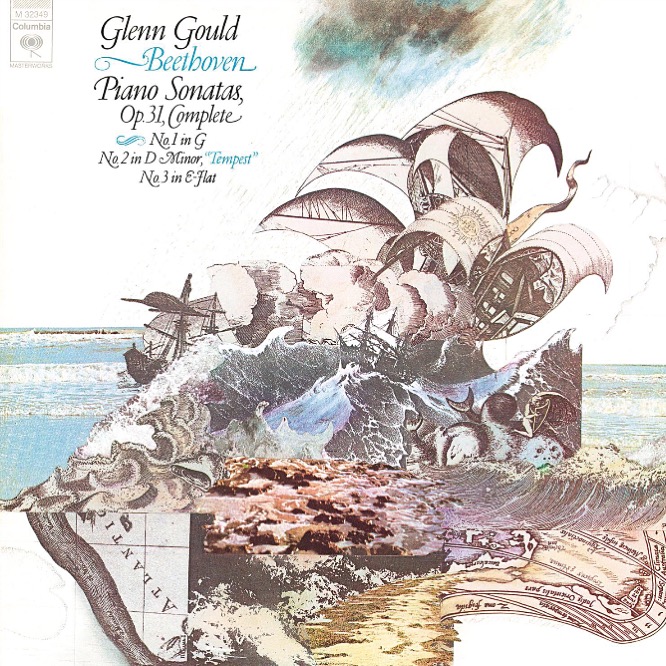 M 32349
Columbia
MASTERWORKS
Glenn Gould
Beethoven
Piano Sonatas,
Op. 31, Complete
No. 1 in G
No. 2 in D Minor, "Tempest"
No. 3 in E-flat
ATLANTIC